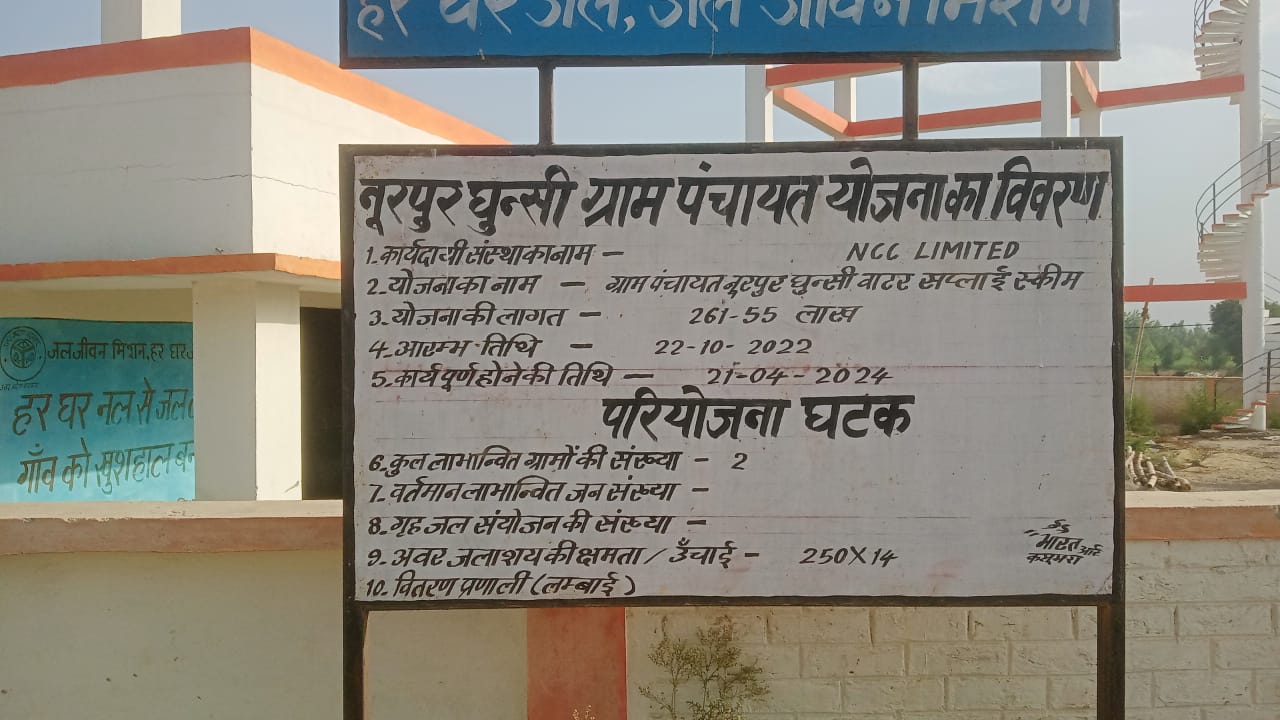 हर घर जल, जल जीवन मिशन
नूरपुर घुन्सी ग्राम पंचायत योजना का विवरण
1. कार्यदायी संस्था का नाम – NCC LIMITED
2. योजना का नाम – ग्राम पंचायत नूरपुर घुन्सी वाटर सप्लाई स्कीम
3. योजना की लागत – 261-55 लाख
4. आरम्भ तिथि – 22-10-2022
5. कार्य पूर्ण होने की तिथि – 21-04-2024
परियोजना घटक
6. कुल लाभान्वित ग्रामों की संख्या – 2
7. वर्तमान लाभान्वित जन संख्या –
8. गृह जल संयोजन की संख्या –
9. अवर जलाशय की क्षमता / उँचाई – 250X14
10. वितरण प्रणाली (लम्बाई)
भारत आर्ट
जल जीवन मिशन, हर घर
हर घर नल से जल
गाँव को खुशहाल